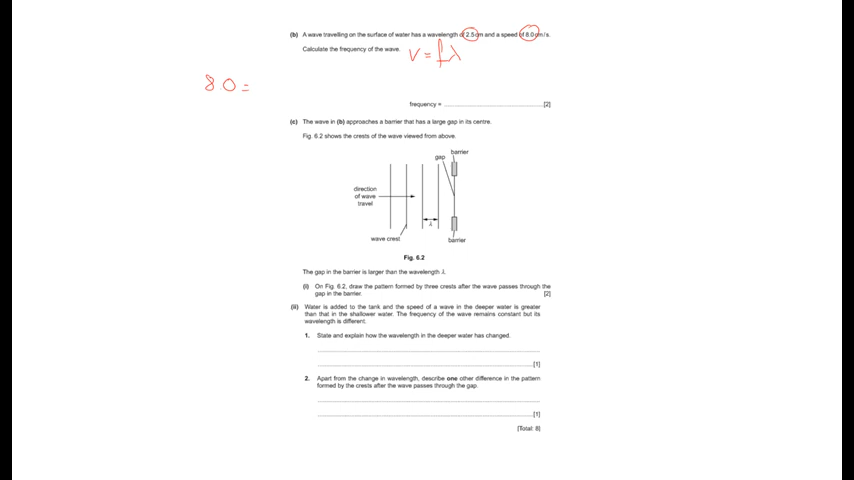 (b) A wave travelling on the surface of water has a wavelength of 2.5cm and a speed of 8.0cm/s.
Calculate the frequency of the wave.
v = fλ
8 0 =
frequency = ........................................................[2]
(c) The wave in (b) approaches a barrier that has a large gap in its centre.
Fig. 6.2 shows the crests of the wave viewed from above.
barrier
gap
direction
of wave
travel
λ
wave crest
barrier
Fig. 6.2
The gap in the barrier is larger than the wavelength λ.
(i) On Fig. 6.2, draw the pattern formed by three crests after the wave passes through the
gap in the barrier. [2]
(ii) Water is added to the tank and the speed of a wave in the deeper water is greater
than that in the shallower water. The frequency of the wave remains constant but its
wavelength is different.
1. State and explain how the wavelength in the deeper water has changed.
..........................................................................................
......................................................................................[1]
2. Apart from the change in wavelength, describe one other difference in the pattern
formed by the crests after the wave passes through the gap.
..........................................................................................
......................................................................................[1]
[Total: 8]